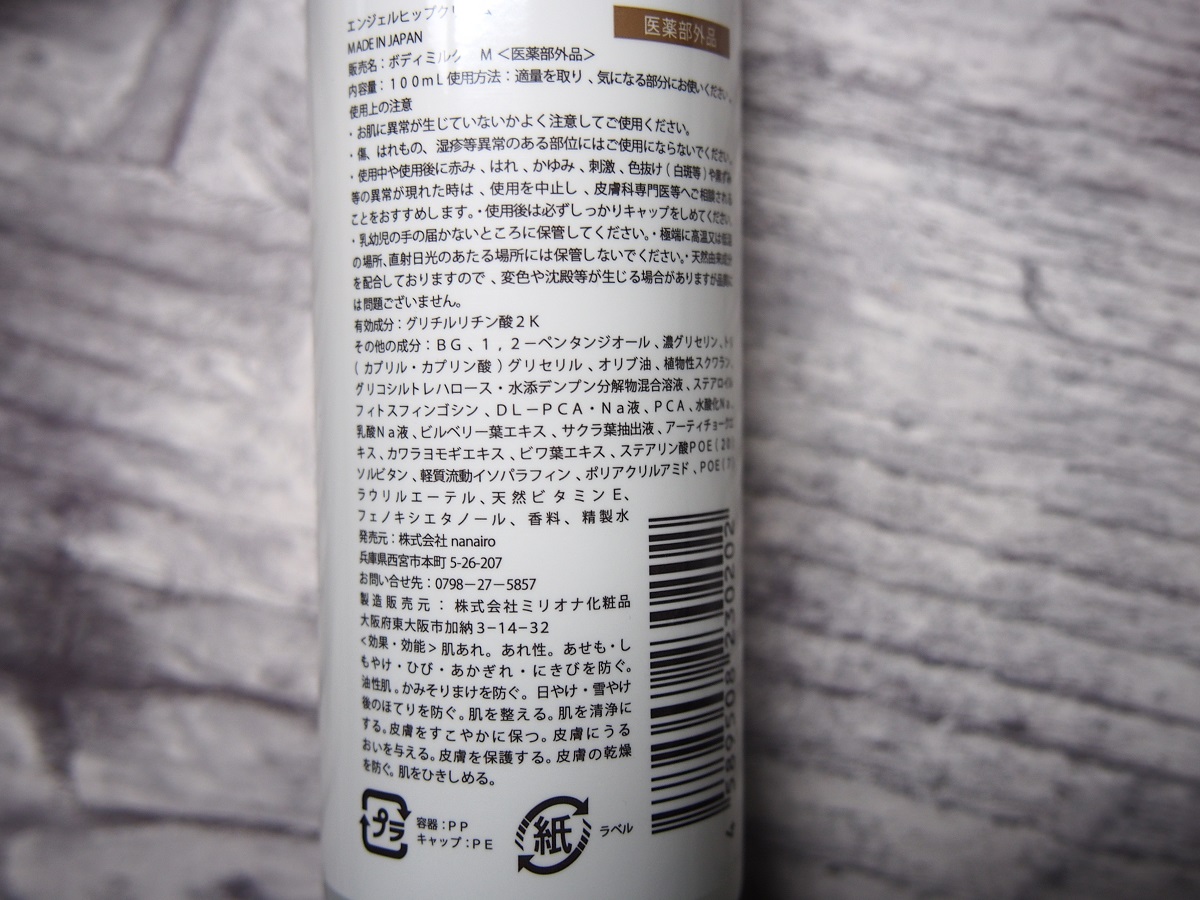 エンジェルヒップク
医薬部外品
MADE IN JAPAN
販売名：ボディミルク M＜医薬部外品＞
内容量：100mL 使用方法：適量を取り、気になる部分にお使いください。
使用上の注意
・お肌に異常が生じていないかよく注意してご使用ください。
・傷、はれもの、湿疹等異常のある部位にはご使用にならないでください。
・使用中や使用後に赤み、はれ、かゆみ、刺激、色抜け(白斑等)や黒ずみ
等の異常が現れた時は、使用を中止し、皮膚科専門医等へご相談される
ことをおすすめします。・使用後は必ずしっかりキャップをしめてください。
・乳幼児の手の届かないところに保管してください。・極端に高温又は低温
の場所、直射日光のあたる場所には保管しないでください。・天然由来成分
を配合しておりますので、変色や沈殿等が生じる場合がありますが品質に
は問題ございません。
有効成分：グリチルリチン酸2K
その他の成分：BG、1,2－ペンタンジオール、濃グリセリン、ト
(カプリル・カプリン酸)グリセリル、オリブ油、植物性スクワラン、
グリコシルトレハロース・水添デンプン分解物混合溶液、ステアロイル
フィトスフィンゴシン、DL－PCA・Na液、PCA、水酸化Na、
乳酸Na液、ビルベリー葉エキス、サクラ葉抽出液、アーティチョークエ
キス、カワラヨモギエキス、ビワ葉エキス、ステアリン酸POE(20)
ソルビタン、軽質流動イソパラフィン、ポリアクリルアミド、POE(7)
ラウリルエーテル、天然ビタミンE、
フェノキシエタノール、香料、精製水
発売元：株式会社 nanairo
兵庫県西宮市本町 5-26-207
お問い合せ先：0798－27－5857
製造販売元：株式会社ミリオナ化粧品
大阪府東大阪市加納3－14－32
＜効果・効能＞肌あれ。あれ性。あせも・し
もやけ・ひび・あかぎれ・にきびを防ぐ。
油性肌。かみそりまけを防ぐ。日やけ・雪やけ
後のほてりを防ぐ。肌を整える。肌を清浄に
する。皮膚をすこやかに保つ。皮膚にうる
おいを与える。皮膚を保護する。皮膚の乾燥
を防ぐ。肌をひきしめる。
4 589508 230202
プラ
容器：PP
キャップ：PE
紙
ラベル